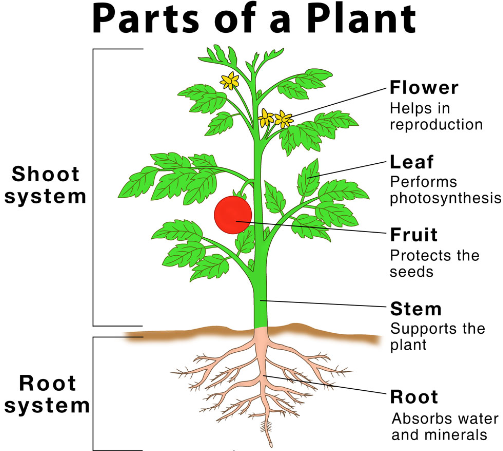 Parts of a Plant
Shoot
system
Flower
Helps in
reproduction
Leaf
Performs
photosynthesis
Fruit
Protects the
seeds
Stem
Supports the
plant
Root
system
Root
Absorbs water
and minerals